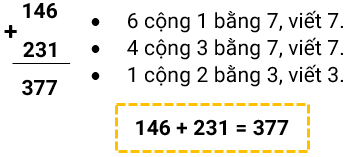 146
+
231
377
• 6 cộng 1 bằng 7, viết 7.
• 4 cộng 3 bằng 7, viết 7.
• 1 cộng 2 bằng 3, viết 3.
146 + 231 = 377